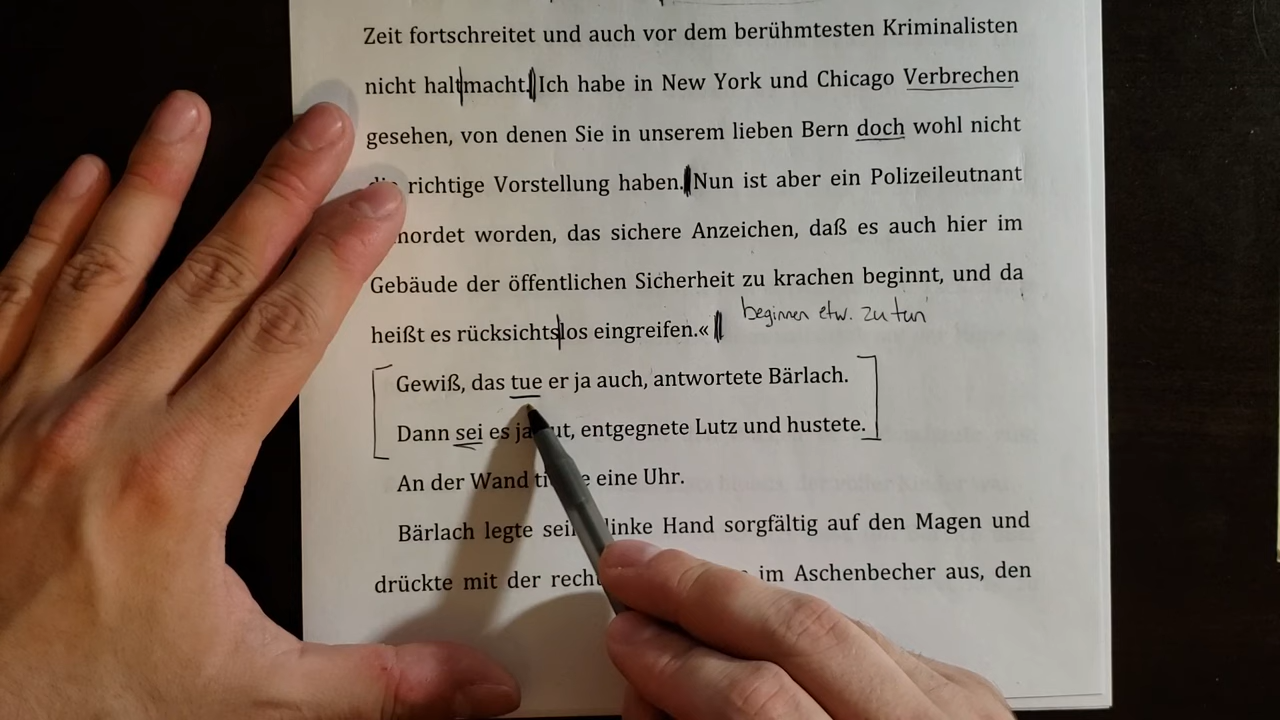 Zeit fortschreitet und auch vor dem berühmtesten Kriminalisten
nicht haltmacht. Ich habe in New York und Chicago Verbrechen
gesehen, von denen Sie in unserem lieben Bern doch wohl nicht
richtige Vorstellung haben. Nun ist aber ein Polizeileutnant
worden, das sichere Anzeichen, daß es auch hier im
Gebäude der öffentlichen Sicherheit zu krachen beginnt, und da
heißt es rücksichtslos eingreifen.«
beginnen etw. zu tun
Gewiß, das tue er ja auch, antwortete Bärlach.
Dann sei es ja entgegnete Lutz und hustete.
An der Wand eine Uhr.
Bärlach legte linke Hand sorgfältig auf den Magen und
drückte mit der im Aschenbecher aus, den